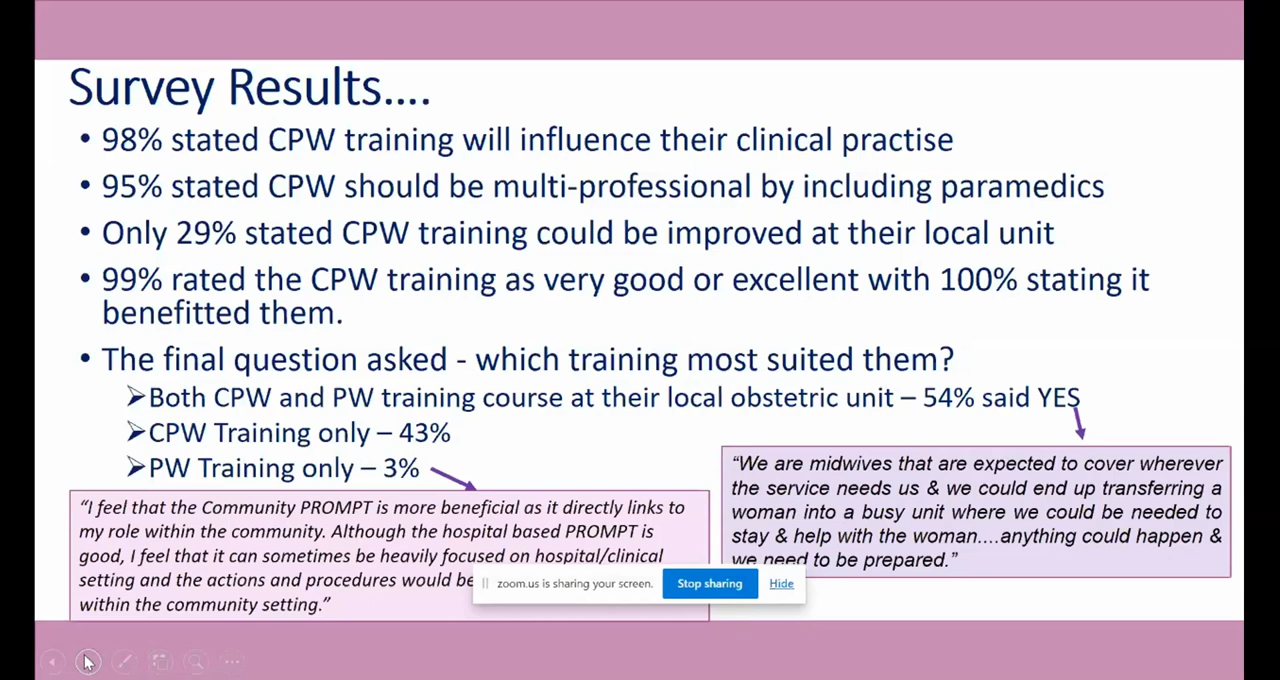 Survey Results....
• 98% stated CPW training will influence their clinical practise
• 95% stated CPW should be multi-professional by including paramedics
• Only 29% stated CPW training could be improved at their local unit
• 99% rated the CPW training as very good or excellent with 100% stating it
benefitted them.
• The final question asked - which training most suited them?
➢Both CPW and PW training course at their local obstetric unit – 54% said YES
➢CPW Training only – 43%
➢PW Training only – 3%
“I feel that the Community PROMPT is more beneficial as it directly links to
my role within the community. Although the hospital based PROMPT is
good, I feel that it can sometimes be heavily focused on hospital/clinical
setting and the actions and procedures would be
within the community setting.”
“We are midwives that are expected to cover wherever
the service needs us & we could end up transferring a
woman into a busy unit where we could be needed to
stay & help with the woman....anything could happen &
we need to be prepared.”
zoom.us is sharing your screen.
Stop sharing
Hide